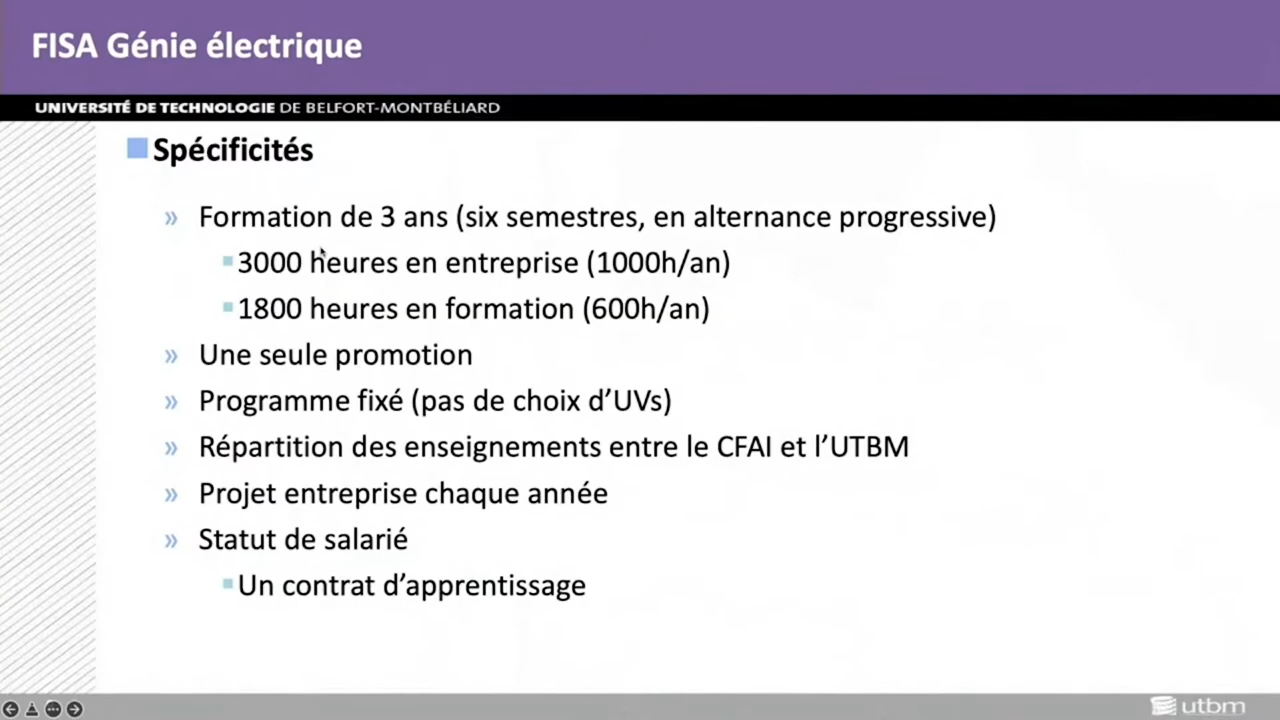 FISA Génie électrique
UNIVERSITÉ DE TECHNOLOGIE DE BELFORT-MONTBÉLIARD
Spécificités
» Formation de 3 ans (six semestres, en alternance progressive)
3000 heures en entreprise (1000h/an)
1800 heures en formation (600h/an)
» Une seule promotion
» Programme fixé (pas de choix d’UVs)
» Répartition des enseignements entre le CFAI et l’UTBM
» Projet entreprise chaque année
» Statut de salarié
Un contrat d’apprentissage
utbm